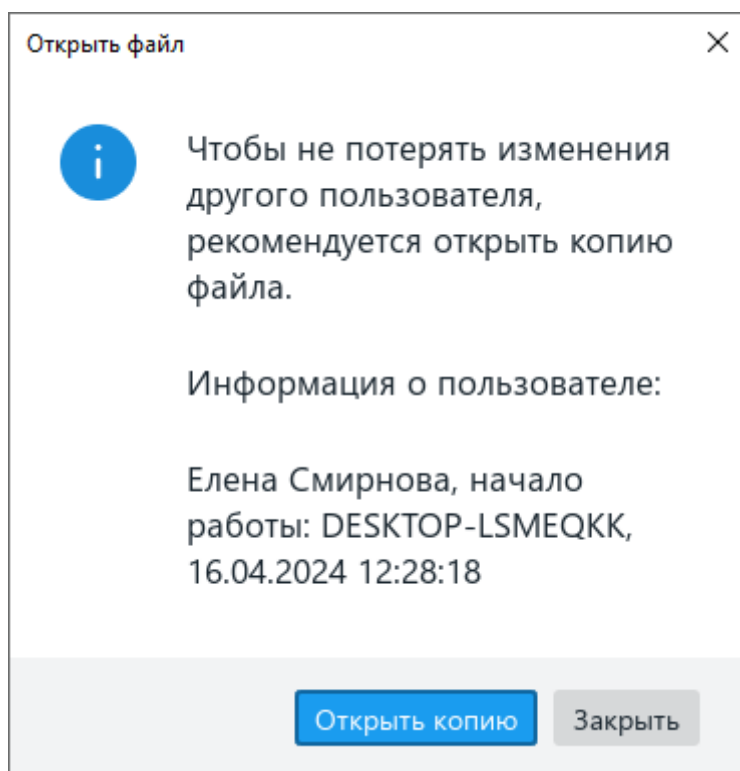 Открыть файл
Чтобы не потерять изменения
другого пользователя,
рекомендуется открыть копию
файла.
Информация о пользователе:
Елена Смирнова, начало
работы: DESKTOP-LSMEQKK,
16.04.2024 12:28:18
Открыть копию Закрыть